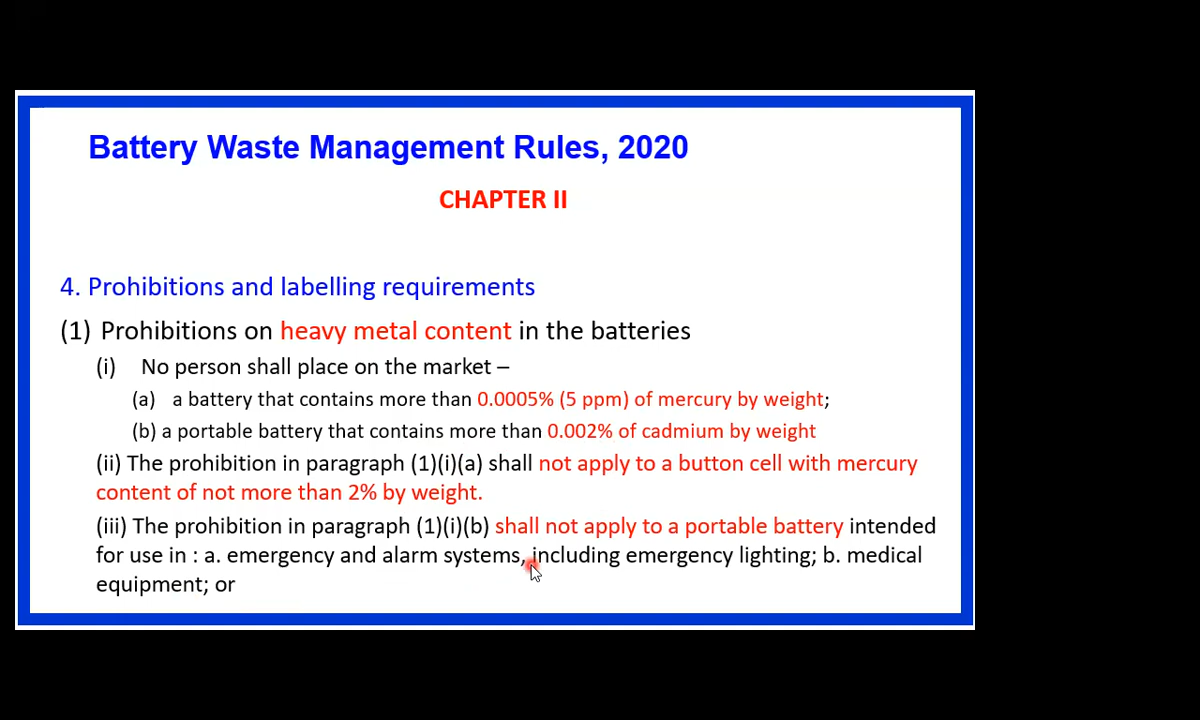 Battery Waste Management Rules, 2020
CHAPTER II
4. Prohibitions and labelling requirements
(1) Prohibitions on heavy metal content in the batteries
(i) No person shall place on the market –
(a) a battery that contains more than 0.0005% (5 ppm) of mercury by weight;
(b) a portable battery that contains more than 0.002% of cadmium by weight
(ii) The prohibition in paragraph (1)(i)(a) shall not apply to a button cell with mercury
content of not more than 2% by weight.
(iii) The prohibition in paragraph (1)(i)(b) shall not apply to a portable battery intended
for use in : a. emergency and alarm systems, including emergency lighting; b. medical
equipment; or